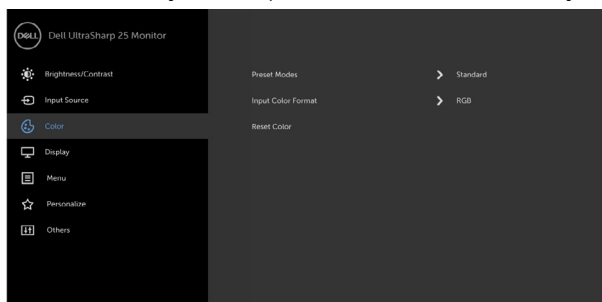 DELL Dell UltraSharp 25 Monitor
Brightness/Contrast
Input Source
Color
Display
Menu
Personalize
Others
Preset Modes Standard
Input Color Format RGB
Reset Color